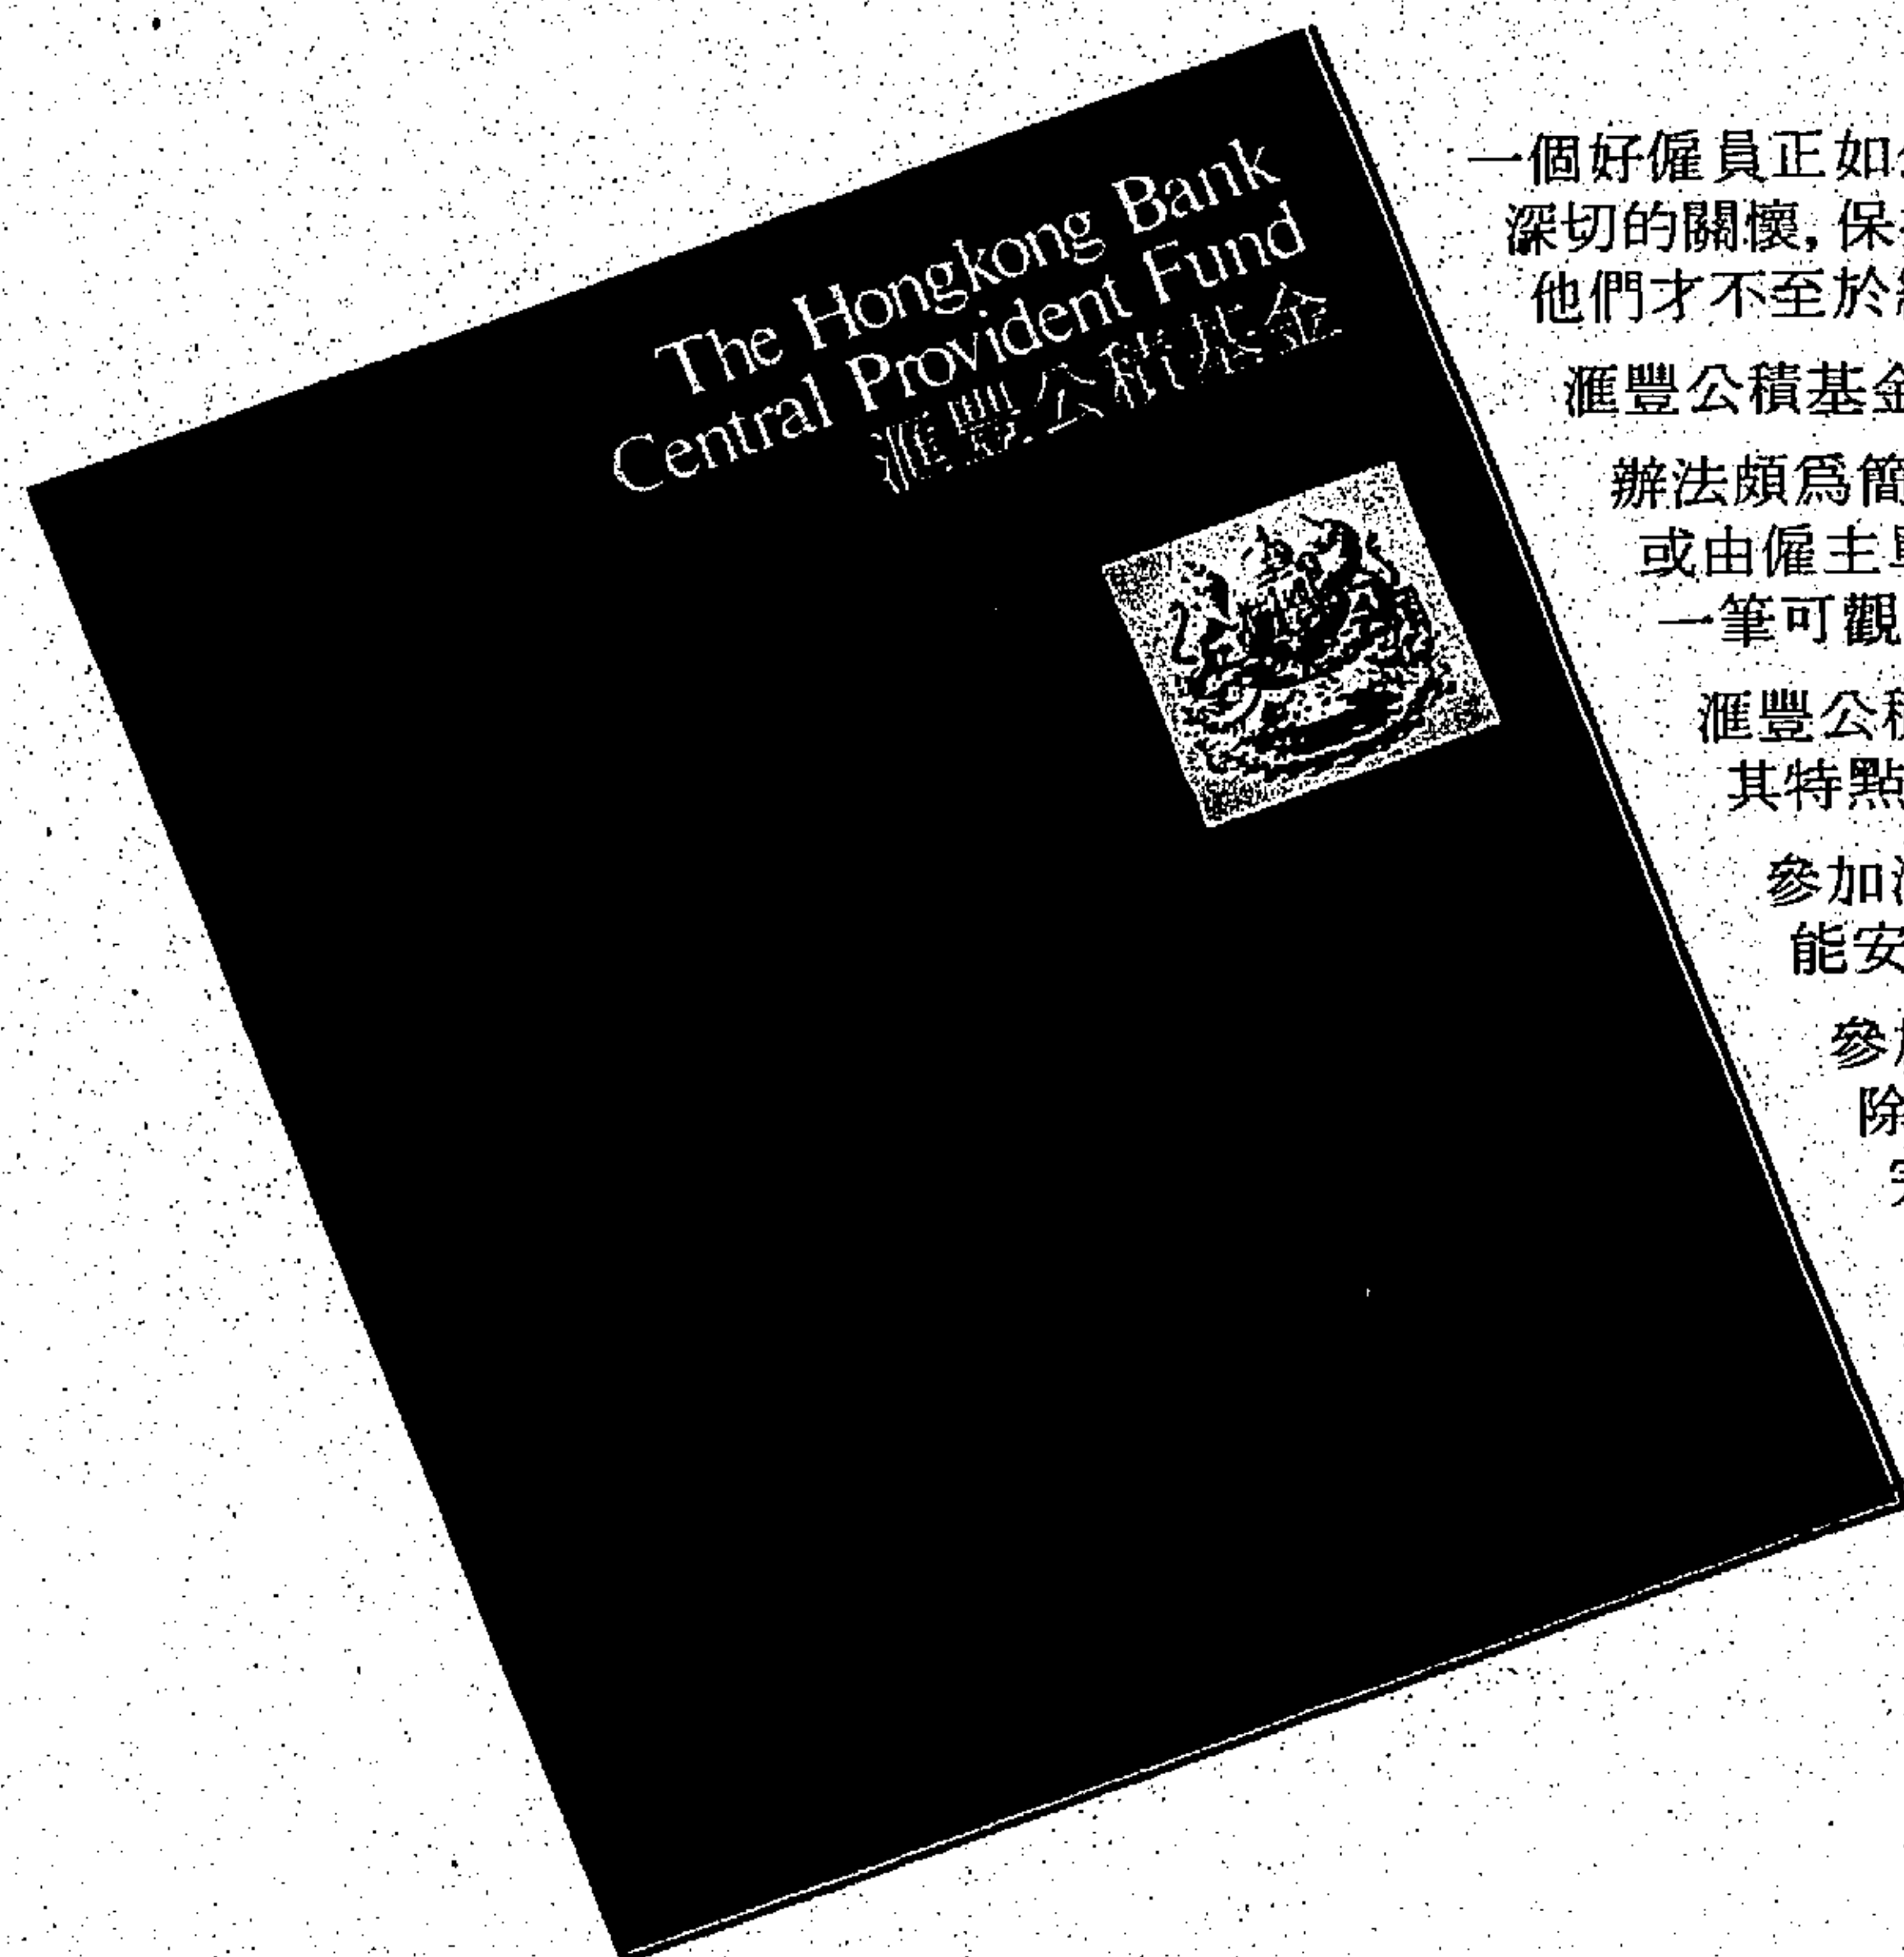 The Hongkong Bank
Central Provident Fund
滙豐公積基金
一個好僱員正如
深切的關懷，保
他們才不至於
滙豐公積基金
辦法頗爲簡
或由僱主
一筆可觀
滙豐公積
其特點
參加
能安
參加
除